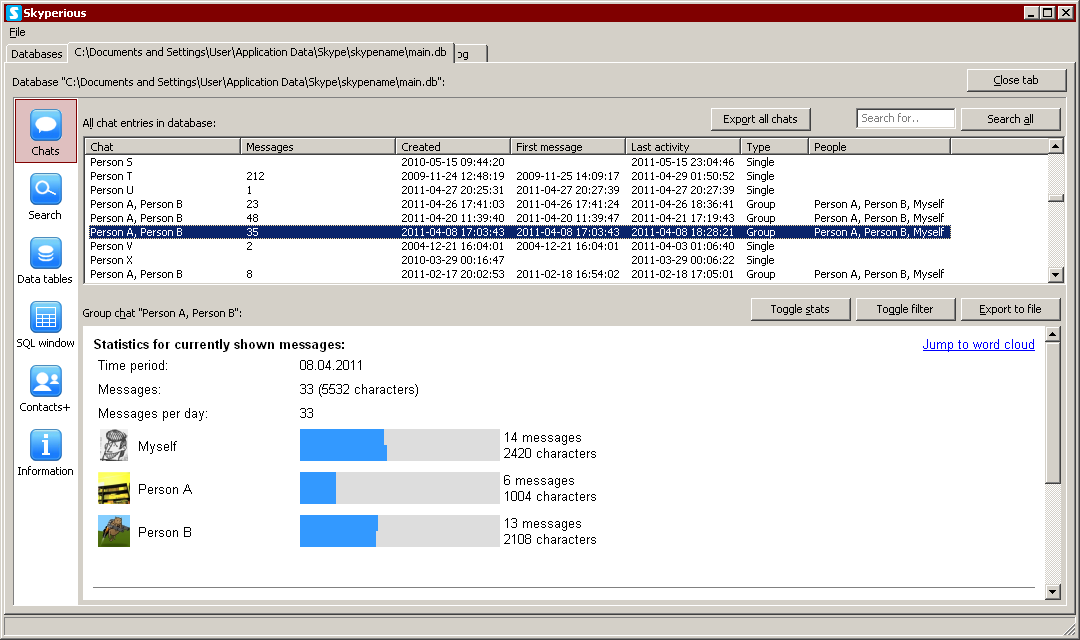 Skyperious
File
Databases C:\Documents and Settings\User\Application Data\Skype\skypename\main.db og
Database "C:\Documents and Settings\User\Application Data\Skype\skypename\main.db": Close tab
Chats
Search
Data tables
SQL window
Contacts+
Information
All chat entries in database: Export all chats Search for.. Search all
Chat Messages Created First message Last activity Type People
Person S 2010-05-15 09:44:20 2011-05-15 23:04:46 Single
Person T 212 2009-11-24 12:48:19 2009-11-25 14:09:17 2011-04-29 01:50:52 Single
Person U 1 2011-04-27 20:25:31 2011-04-27 20:27:39 2011-04-27 20:27:39 Single
Person A, Person B 23 2011-04-26 17:41:03 2011-04-26 17:41:24 2011-04-26 18:36:41 Group Person A, Person B, Myself
Person A, Person B 48 2011-04-20 11:39:40 2011-04-20 11:39:47 2011-04-21 17:19:43 Group Person A, Person B, Myself
Person A, Person B 35 2011-04-08 17:03:43 2011-04-08 17:03:43 2011-04-08 18:28:21 Group Person A, Person B, Myself
Person V 2 2004-12-21 16:04:01 2004-12-21 16:04:01 2011-04-03 01:06:40 Single
Person X 2010-03-29 00:16:47 2011-03-29 00:06:22 Single
Person A, Person B 8 2011-02-17 20:02:53 2011-02-18 16:54:02 2011-02-18 17:05:01 Group Person A, Person B, Myself
Group chat "Person A, Person B": Toggle stats Toggle filter Export to file
Statistics for currently shown messages: Jump to word cloud
Time period: 08.04.2011
Messages: 33 (5532 characters)
Messages per day: 33
Myself 14 messages
2420 characters
Person A 6 messages
1004 characters
Person B 13 messages
2108 characters